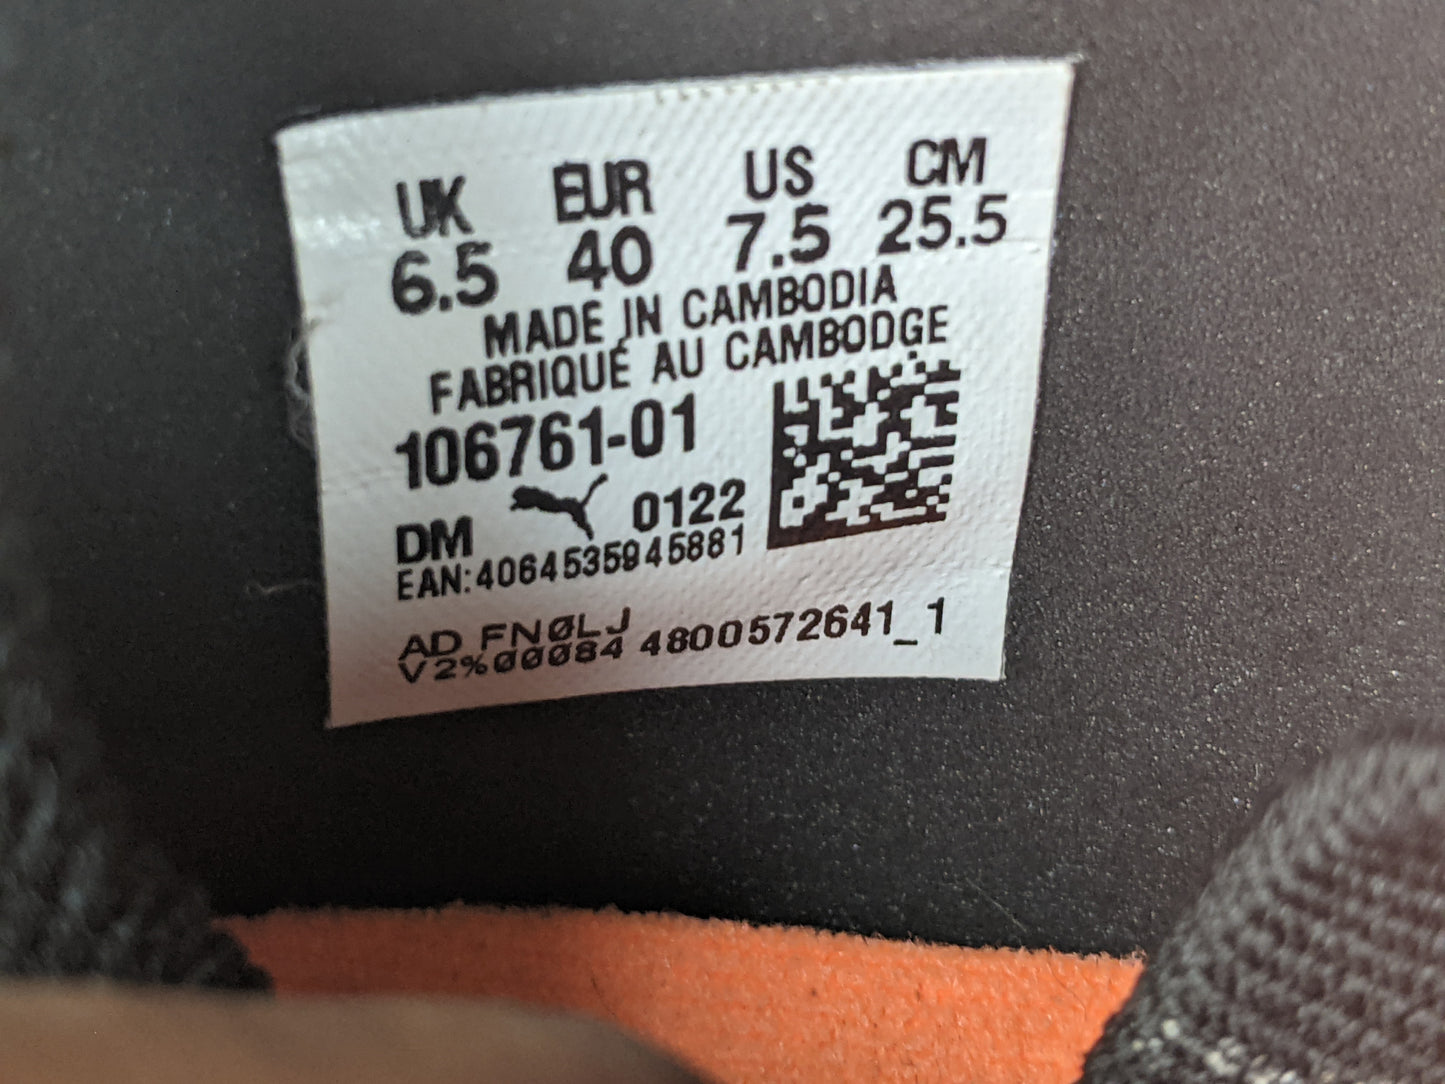 UK EUR US CM
6.5 40 7.5 25.5
MADE IN CAMBODIA
FABRIQUÉ AU CAMBODGE
106761-01
DM 0122
EAN:4064535945881
AD FNØLJ
V2%ØØØ84 4800572641_1